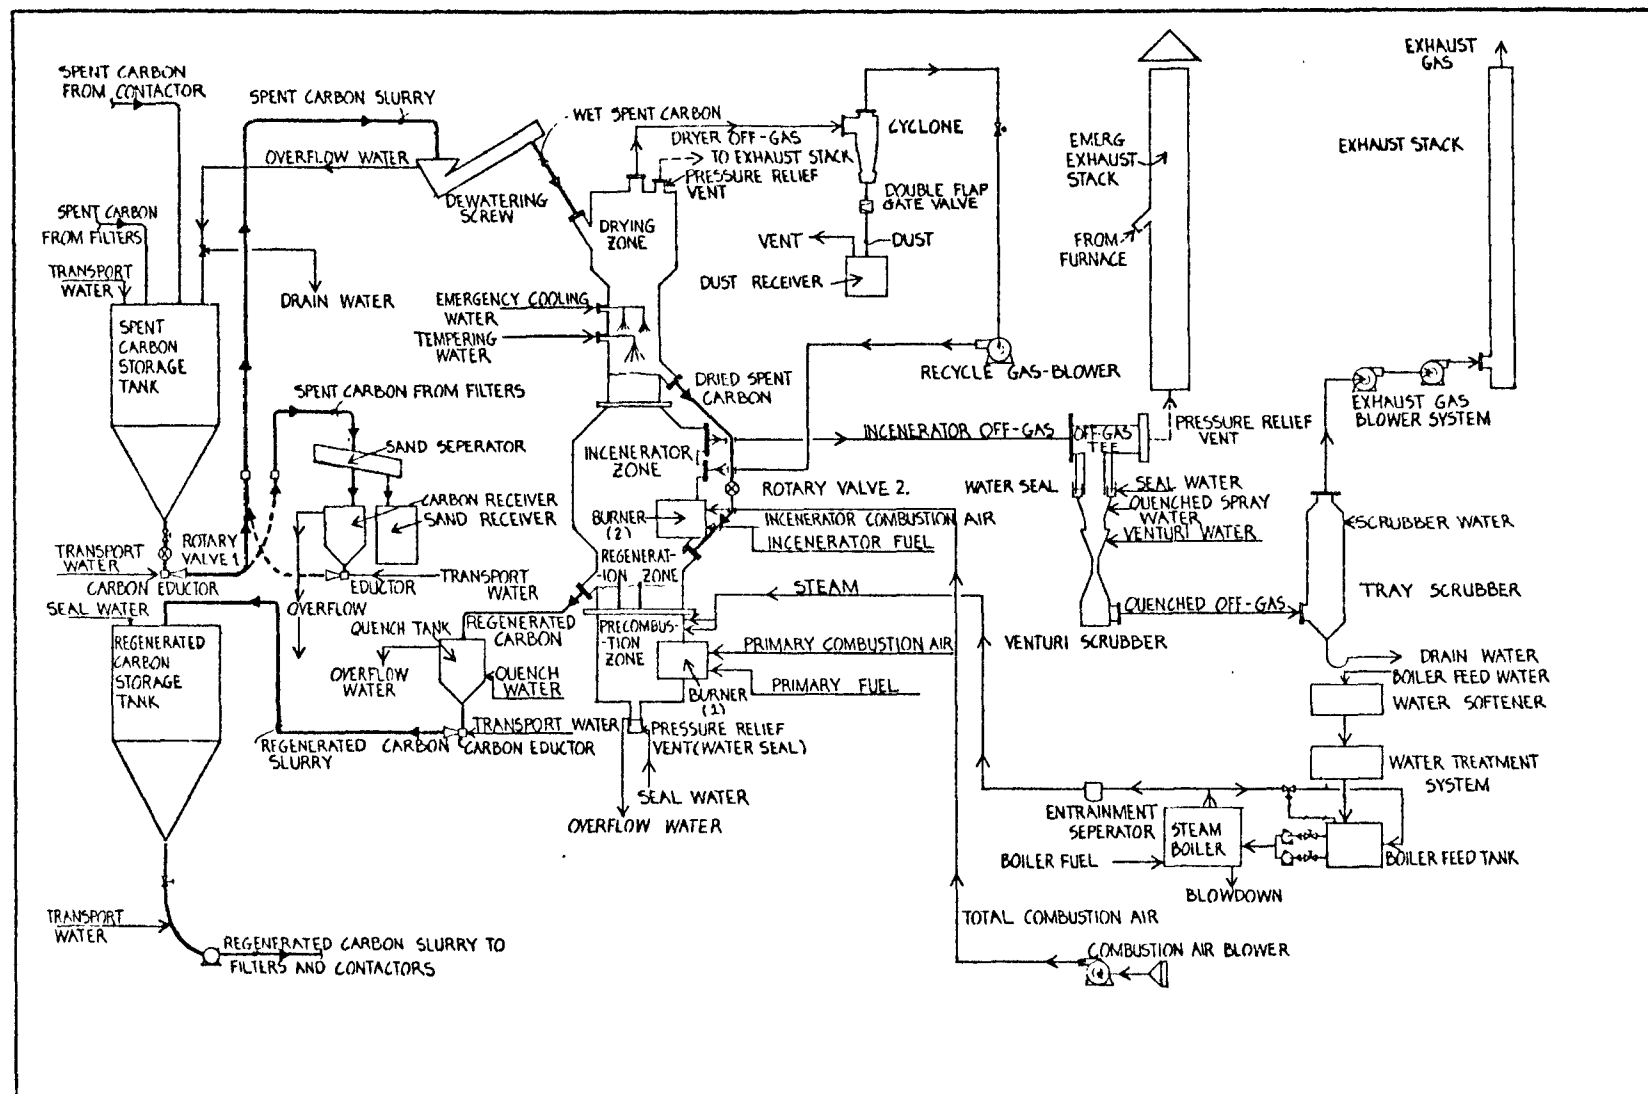 SPENT CARBON
FROM CONTACTOR
SPENT CARBON SLURRY
OVERFLOW WATER
SPENT CARBON
FROM FILTERS
TRANSPORT
WATER
DRAIN WATER
SPENT
CARBON
STORAGE
TANK
WET SPENT CARBON
DEWATERING
SCREW
DRYER OFF-GAS
TO EXHAUST STACK
PRESSURE RELIEF
VENT
DRYING
ZONE
CYCLONE
DOUBLE FLAP
GATE VALVE
VENT
DUST
DUST RECEIVER
EMERGENCY COOLING
WATER
TEMPERING
WATER
RECYCLE GAS-BLOWER
DRIED SPENT
CARBON
EMERG
EXHAUST
STACK
FROM
FURNACE
EXHAUST
GAS
EXHAUST STACK
EXHAUST GAS
BLOWER SYSTEM
SPENT CARBON FROM FILTERS
SAND SEPERATOR
CARBON RECEIVER
SAND RECEIVER
ROTARY
VALVE 1
TRANSPORT
WATER
CARBON EDUCTOR
EDUCTOR
TRANSPORT
WATER
OVERFLOW
INCENERATOR
ZONE
INCENERATOR OFF-GAS
OFF-GAS
TEE
PRESSURE RELIEF
VENT
WATER SEAL
SEAL WATER
QUENCHED SPRAY
WATER
VENTURI WATER
ROTARY VALVE 2.
BURNER
(2)
INCENERATOR COMBUSTION AIR
INCENERATOR FUEL
REGENERAT-
-ION ZONE
STEAM
QUENCHED OFF-GAS
VENTURI SCRUBBER
SCRUBBER WATER
TRAY SCRUBBER
DRAIN WATER
BOILER FEED WATER
WATER SOFTENER
WATER TREATMENT
SYSTEM
SEAL WATER
REGENERATED
CARBON
STORAGE
TANK
QUENCH TANK
REGENERATED
CARBON
OVERFLOW
WATER
QUENCH
WATER
PRECOMBUS-
-TION
ZONE
PRIMARY COMBUSTION AIR
PRIMARY FUEL
BURNER
(1)
REGENERATED CARBON
SLURRY
TRANSPORT WATER
CARBON EDUCTOR
PRESSURE RELIEF
VENT (WATER SEAL)
SEAL WATER
OVERFLOW WATER
ENTRAINMENT
SEPERATOR
STEAM
BOILER
BOILER FUEL
BOILER FEED TANK
BLOWDOWN
TOTAL COMBUSTION AIR
COMBUSTION AIR BLOWER
TRANSPORT
WATER
REGENERATED CARBON SLURRY TO
FILTERS AND CONTACTORS